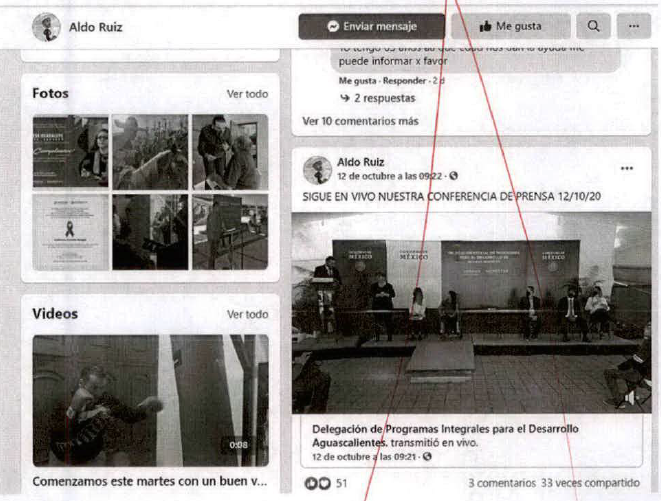 Aldo Ruiz
Enviar mensaje
Me gusta
Fotos
Ver todo
Videos
Ver todo
0:08
Comenzamos este martes con un buen v...
puede informar x favor
Me gusta · Responder · 2 d
2 respuestas
Ver 10 comentarios más
Aldo Ruiz
12 de octubre a las 09:22 ·
SIGUE EN VIVO NUESTRA CONFERENCIA DE PRENSA 12/10/20
MÉXICO
MÉXICO
MÉXICO
Delegación de Programas Integrales para el Desarrollo
Aguascalientes. transmitió en vivo.
12 de octubre a las 09:21 ·
51
3 comentarios 33 veces compartido